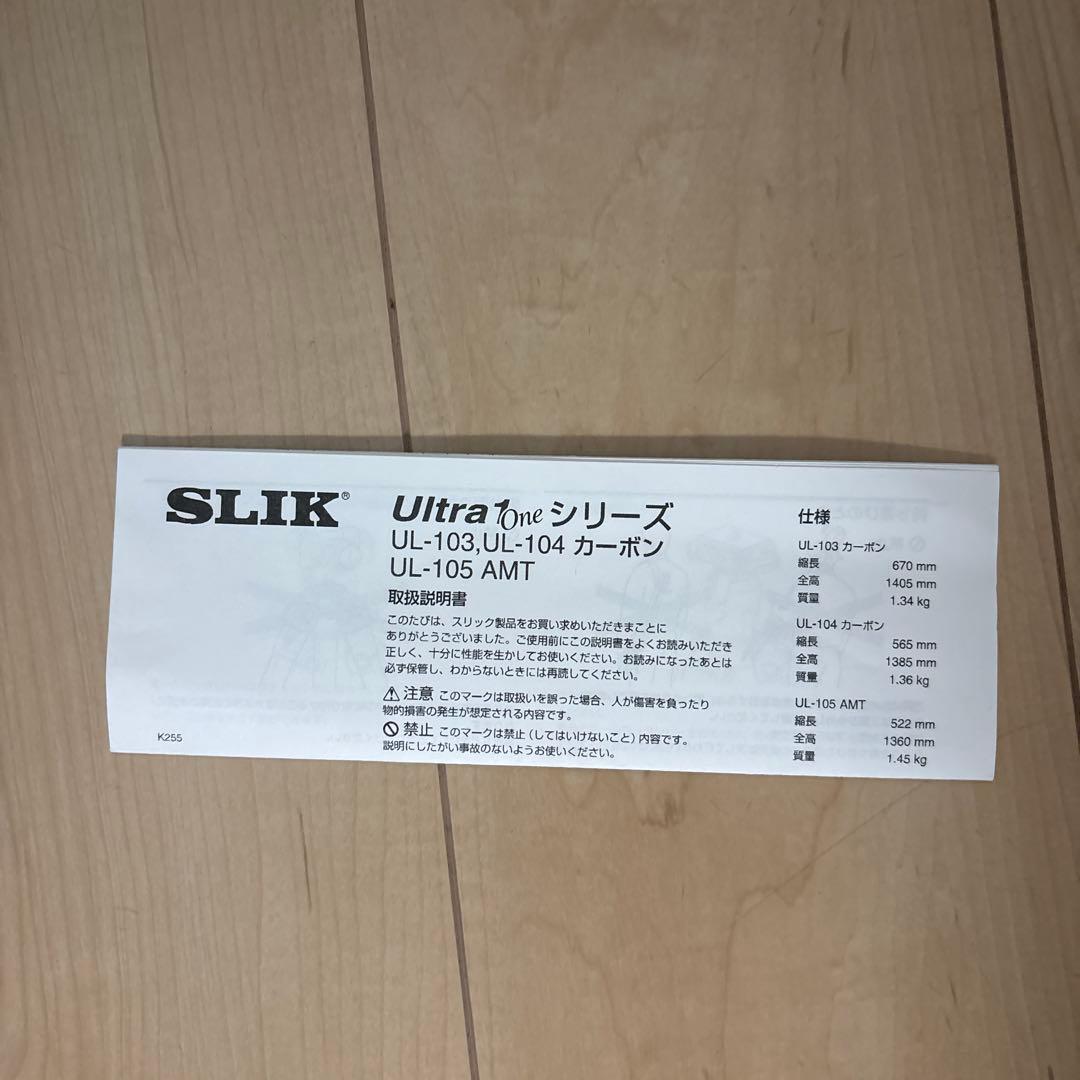 SLIK®
Ultra 1 One シリーズ
UL-103,UL-104 カーボン
UL-105 AMT
取扱説明書
このたびは、スリック製品をお買い求めいただきまことに
ありがとうございました。ご使用前にこの説明書をよくお読みいただき
正しく、十分に性能を生かしてお使いください。お読みになったあとは
必ず保管し、わからないときには再読してください。
⚠ 注意 このマークは取扱いを誤った場合、人が傷害を負ったり
物的損害の発生が想定される内容です。
🚫 禁止 このマークは禁止(してはいけないこと)内容です。
説明にしたがい事故のないようお使いください。
K255
仕様
UL-103 カーボン
縮長 670 mm
全高 1405 mm
質量 1.34 kg
UL-104 カーボン
縮長 565 mm
全高 1385 mm
質量 1.36 kg
UL-105 AMT
縮長 522 mm
全高 1360 mm
質量 1.45 kg